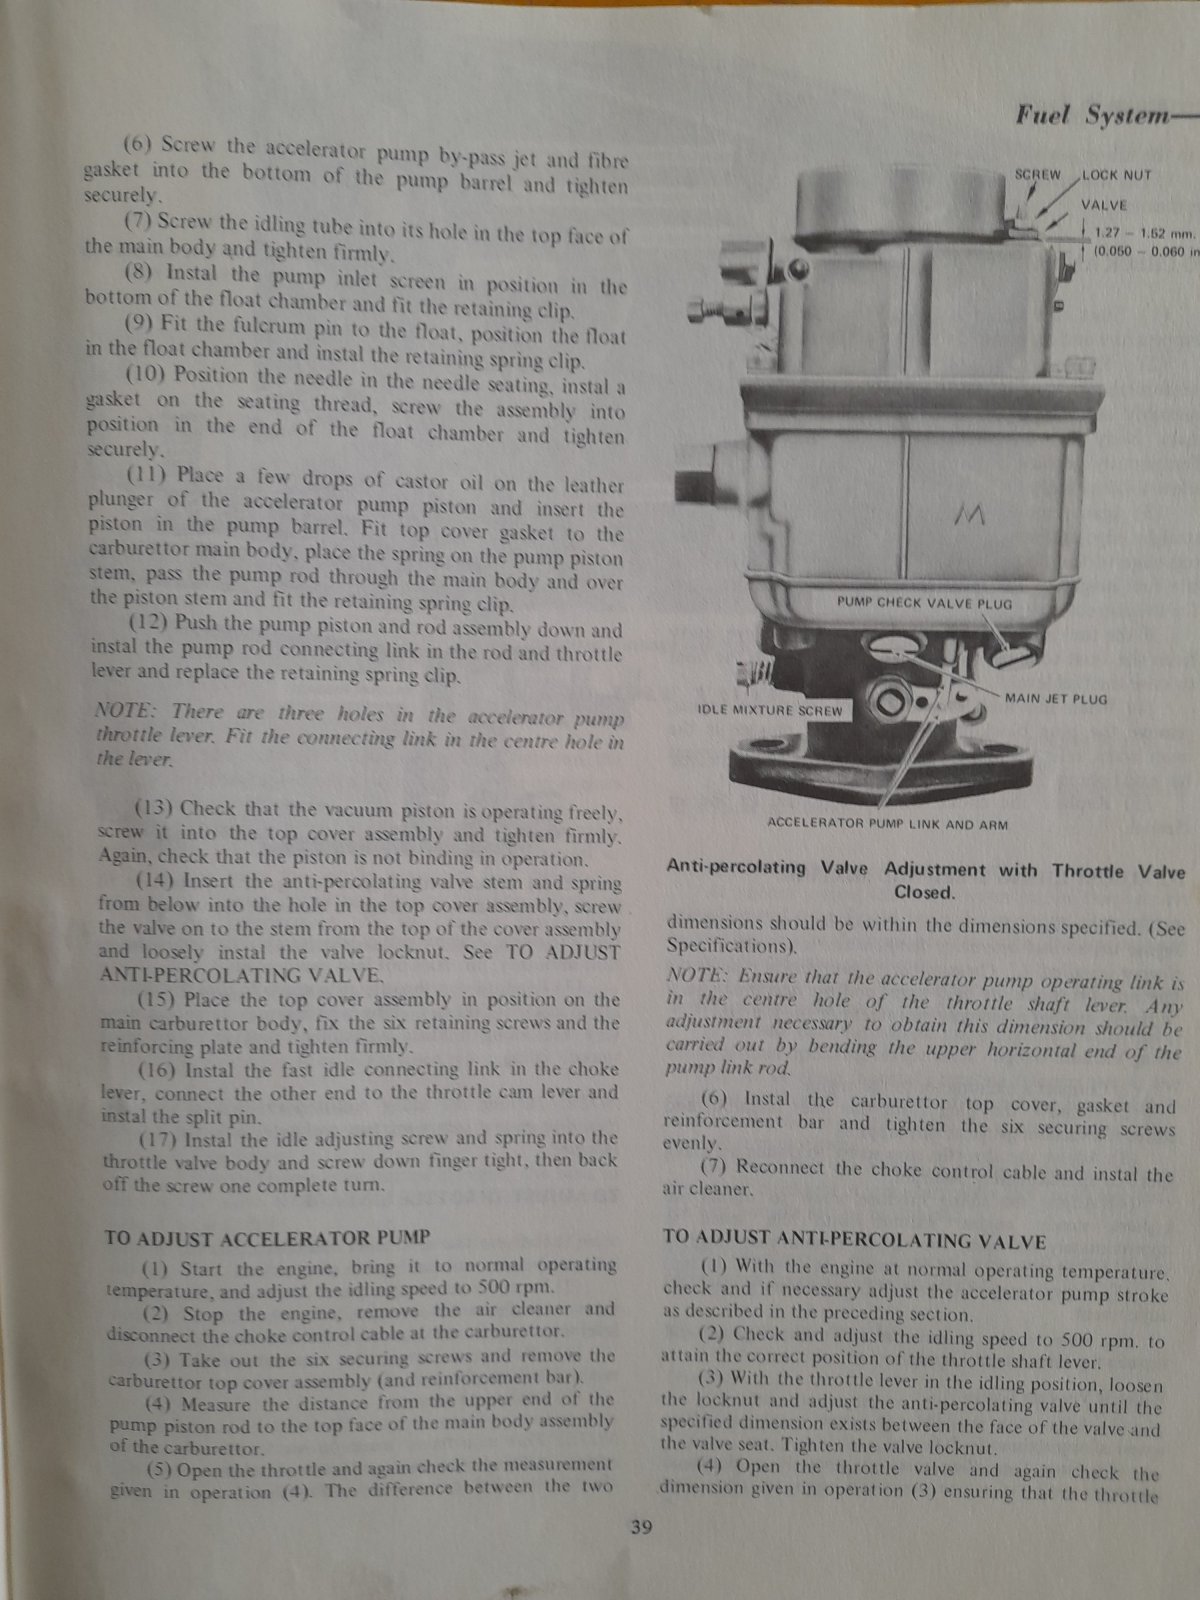 Fuel System—
(6) Screw the accelerator pump by-pass jet and fibre
gasket into the bottom of the pump barrel and tighten
securely.
(7) Screw the idling tube into its hole in the top face of
the main body and tighten firmly.
(8) Instal the pump inlet screen in position in the
bottom of the float chamber and fit the retaining clip.
(9) Fit the fulcrum pin to the float, position the float
in the float chamber and instal the retaining spring clip.
(10) Position the needle in the needle seating, instal a
gasket on the seating thread, screw the assembly into
position in the end of the float chamber and tighten
securely.
(11) Place a few drops of castor oil on the leather
plunger of the accelerator pump piston and insert the
piston in the pump barrel. Fit top cover gasket to the
carburettor main body, place the spring on the pump piston
stem, pass the pump rod through the main body and over
the piston stem and fit the retaining spring clip.
(12) Push the pump piston and rod assembly down and
instal the pump rod connecting link in the rod and throttle
lever and replace the retaining spring clip.
NOTE: There are three holes in the accelerator pump
throttle lever. Fit the connecting link in the centre hole in
the lever.
(13) Check that the vacuum piston is operating freely,
screw it into the top cover assembly and tighten firmly.
Again, check that the piston is not binding in operation.
(14) Insert the anti-percolating valve stem and spring
from below into the hole in the top cover assembly, screw
the valve on to the stem from the top of the cover assembly
and loosely instal the valve locknut. See TO ADJUST
ANTI-PERCOLATING VALVE.
(15) Place the top cover assembly in position on the
main carburettor body, fix the six retaining screws and the
reinforcing plate and tighten firmly.
(16) Instal the fast idle connecting link in the choke
lever, connect the other end to the throttle cam lever and
instal the split pin.
(17) Instal the idle adjusting screw and spring into the
throttle valve body and screw down finger tight, then back
off the screw one complete turn.
TO ADJUST ACCELERATOR PUMP
(1) Start the engine, bring it to normal operating
temperature, and adjust the idling speed to 500 rpm.
(2) Stop the engine, remove the air cleaner and
disconnect the choke control cable at the carburettor.
(3) Take out the six securing screws and remove the
carburettor top cover assembly (and reinforcement bar).
(4) Measure the distance from the upper end of the
pump piston rod to the top face of the main body assembly
of the carburettor.
(5) Open the throttle and again check the measurement
given in operation (4). The difference between the two
SCREW
LOCK NUT
VALVE
1.27 – 1.52 mm.
(0.050 – 0.060 in
M
PUMP CHECK VALVE PLUG
MAIN JET PLUG
IDLE MIXTURE SCREW
ACCELERATOR PUMP LINK AND ARM
Anti-percolating Valve Adjustment with Throttle Valve
Closed.
dimensions should be within the dimensions specified. (See
Specifications).
NOTE: Ensure that the accelerator pump operating link is
in the centre hole of the throttle shaft lever. Any
adjustment necessary to obtain this dimension should be
carried out by bending the upper horizontal end of the
pump link rod.
(6) Instal the carburettor top cover, gasket and
reinforcement bar and tighten the six securing screws
evenly.
(7) Reconnect the choke control cable and instal the
air cleaner.
TO ADJUST ANTI-PERCOLATING VALVE
(1) With the engine at normal operating temperature,
check and if necessary adjust the accelerator pump stroke
as described in the preceding section.
(2) Check and adjust the idling speed to 500 rpm. to
attain the correct position of the throttle shaft lever.
(3) With the throttle lever in the idling position, loosen
the locknut and adjust the anti-percolating valve until the
specified dimension exists between the face of the valve and
the valve seat. Tighten the valve locknut.
(4) Open the throttle valve and again check the
dimension given in operation (3) ensuring that the throttle
39